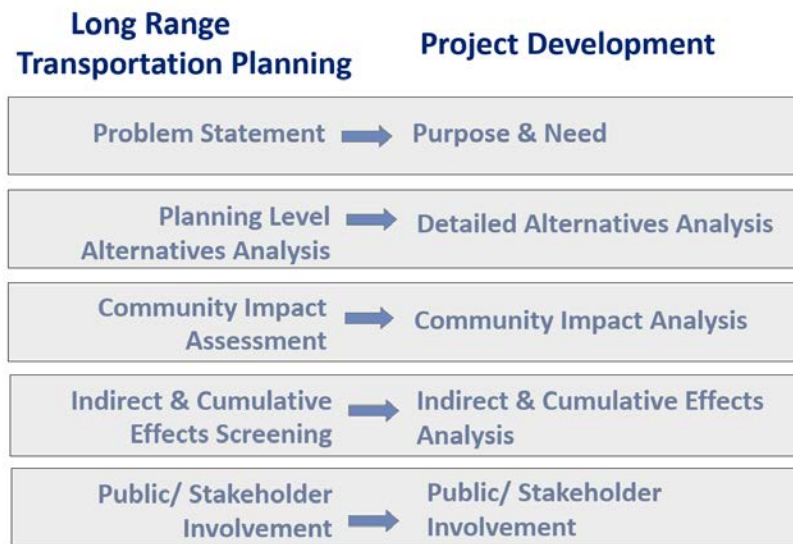 Long Range
Transportation Planning
Project Development
Problem Statement
Purpose & Need
Planning Level
Alternatives Analysis
Detailed Alternatives Analysis
Community Impact
Assessment
Community Impact Analysis
Indirect & Cumulative
Effects Screening
Indirect & Cumulative Effects
Analysis
Public/ Stakeholder
Involvement
Public/ Stakeholder
Involvement